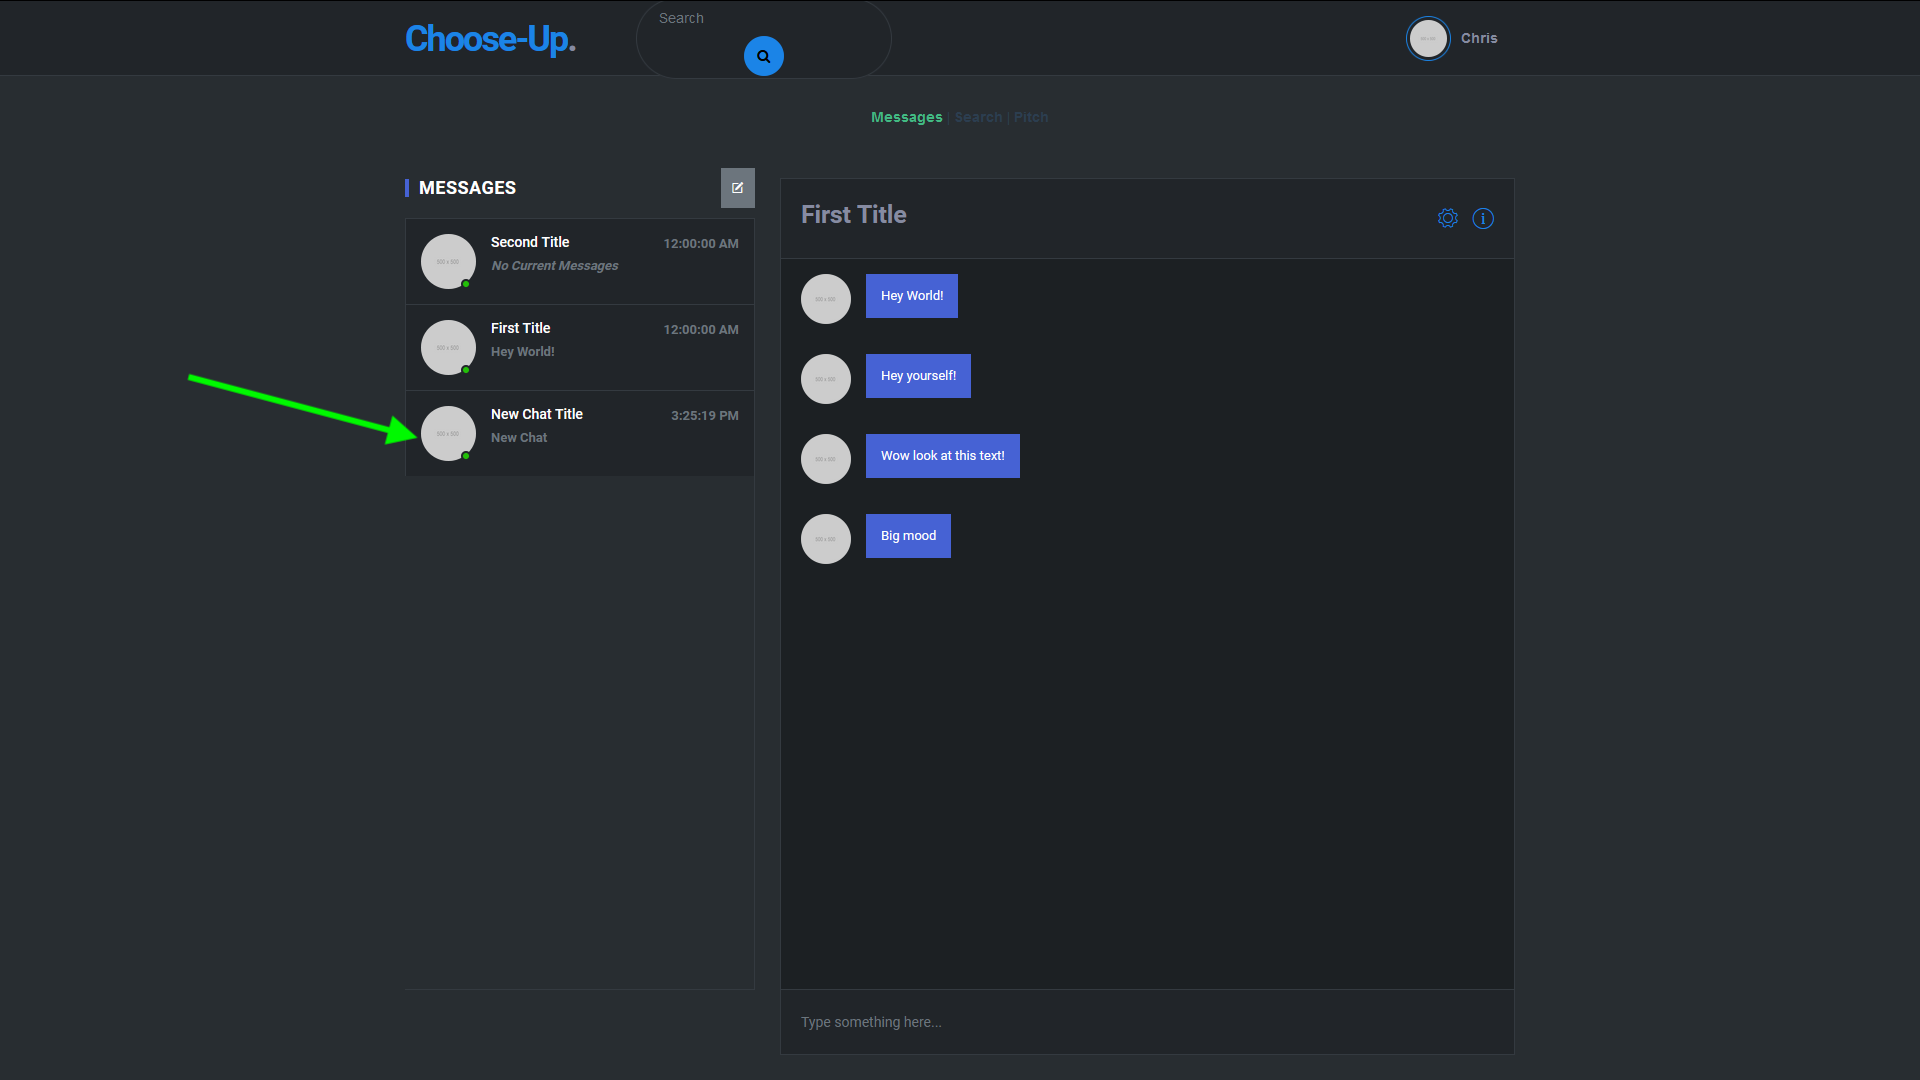 Choose-Up.
Search
Chris
Messages | Search | Pitch
MESSAGES
Second Title 12:00:00 AM
No Current Messages
First Title 12:00:00 AM
Hey World!
New Chat Title 3:25:19 PM
New Chat
First Title
Hey World!
Hey yourself!
Wow look at this text!
Big mood
Type something here...